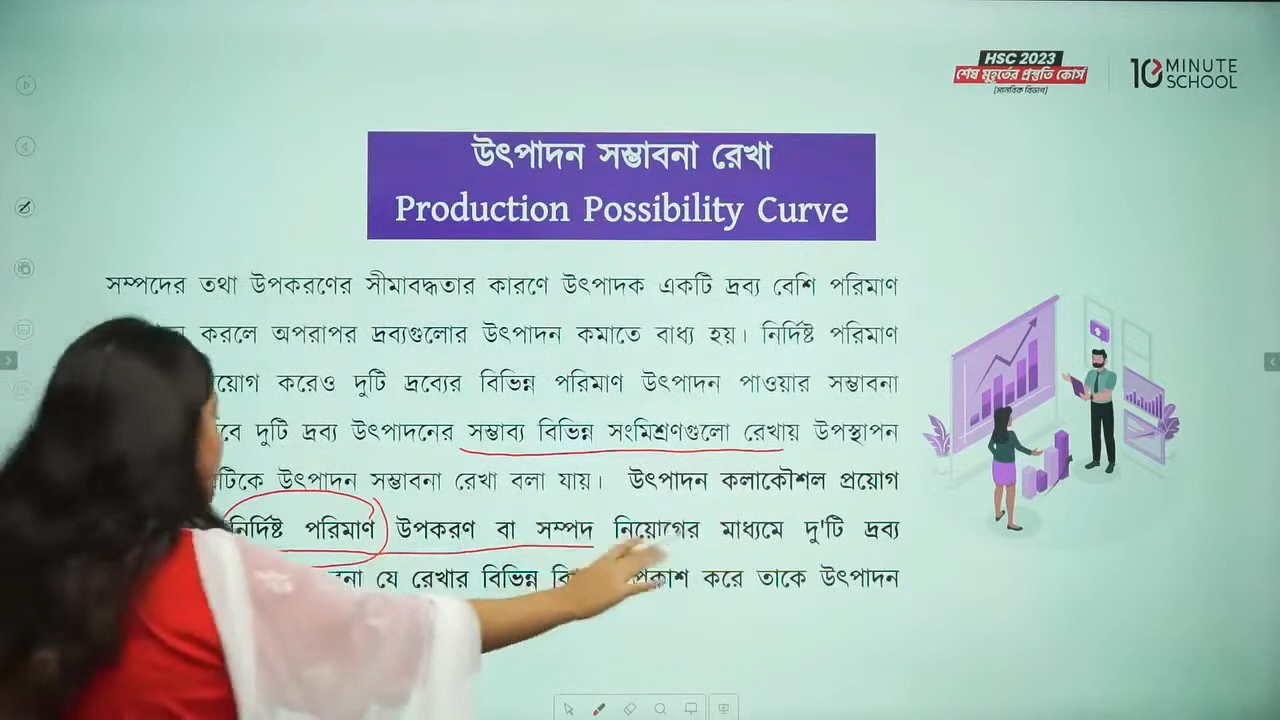 HSC 2023
শেষ মুহূর্তের প্রস্তুতি কোর্স
[মানবিক বিভাগ]
10 MINUTE SCHOOL
উৎপাদন সম্ভাবনা রেখা
Production Possibility Curve
সম্পদের তথা উপকরণের সীমাবদ্ধতার কারণে উৎপাদক একটি দ্রব্য বেশি পরিমাণ
করলে অপরাপর দ্রব্যগুলোর উৎপাদন কমাতে বাধ্য হয়। নির্দিষ্ট পরিমাণ
করেও দুটি দ্রব্যের বিভিন্ন পরিমাণ উৎপাদন পাওয়ার সম্ভাবনা
দুটি দ্রব্য উৎপাদনের সম্ভাব্য বিভিন্ন সংমিশ্রণগুলো রেখায় উপস্থাপন
উৎপাদন সম্ভাবনা রেখা বলা যায়। উৎপাদন কলাকৌশল প্রয়োগ
নির্দিষ্ট পরিমাণ উপকরণ বা সম্পদ নিয়োগের মাধ্যমে দু'টি দ্রব্য
যে রেখার বিভিন্ন প্রকাশ করে তাকে উৎপাদন